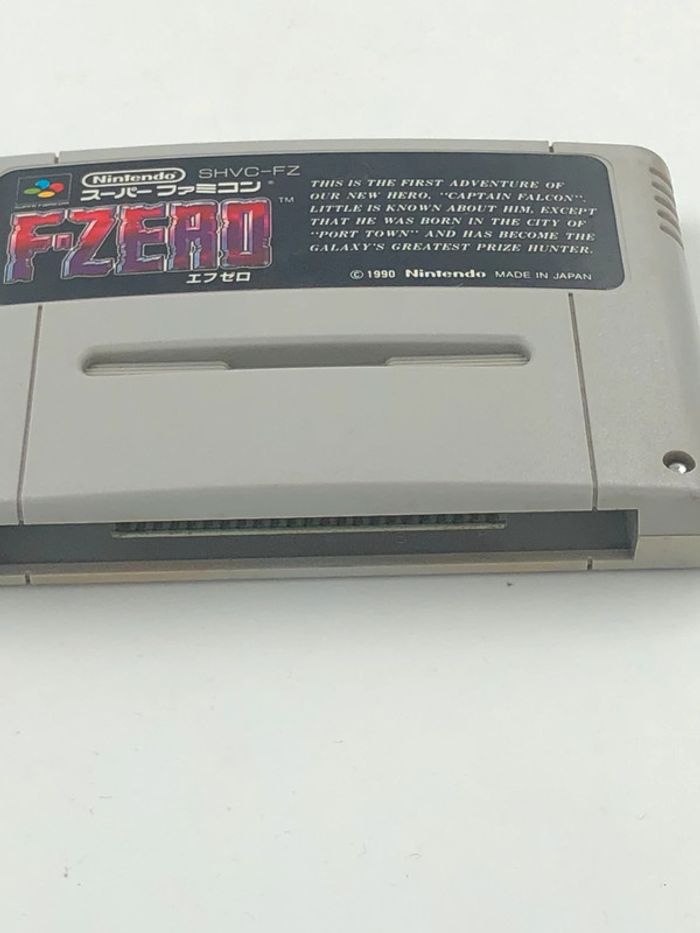 Nintendo SHVC-FZ
スーパーファミコン®
F-ZERO™
エフゼロ
THIS IS THE FIRST ADVENTURE OF
OUR NEW HERO, "CAPTAIN FALCON".
LITTLE IS KNOWN ABOUT HIM, EXCEPT
THAT HE WAS BORN IN THE CITY OF
"PORT TOWN" AND HAS BECOME THE
GALAXY'S GREATEST PRIZE HUNTER.
© 1990 Nintendo MADE IN JAPAN